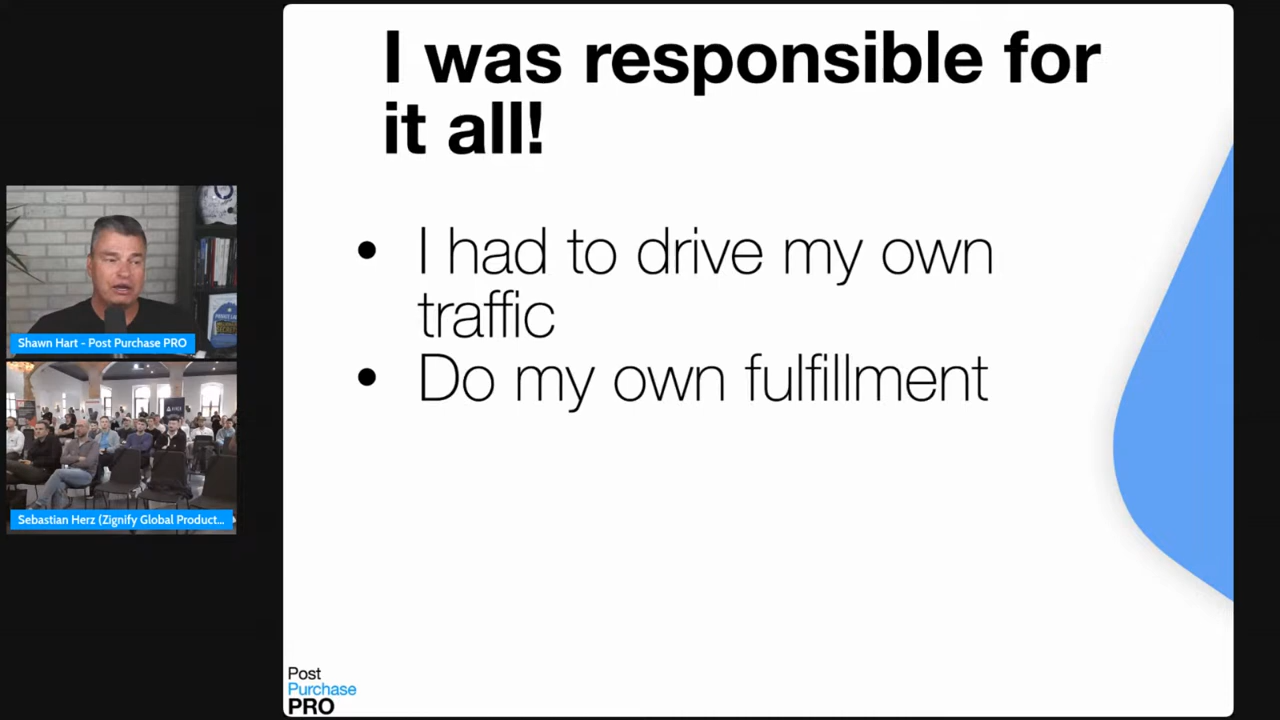 I was responsible for
it all!
• I had to drive my own
traffic
• Do my own fulfillment
Shawn Hart - Post Purchase PRO
Sebastian Herz (Zignify Global Product...
Post
Purchase
PRO